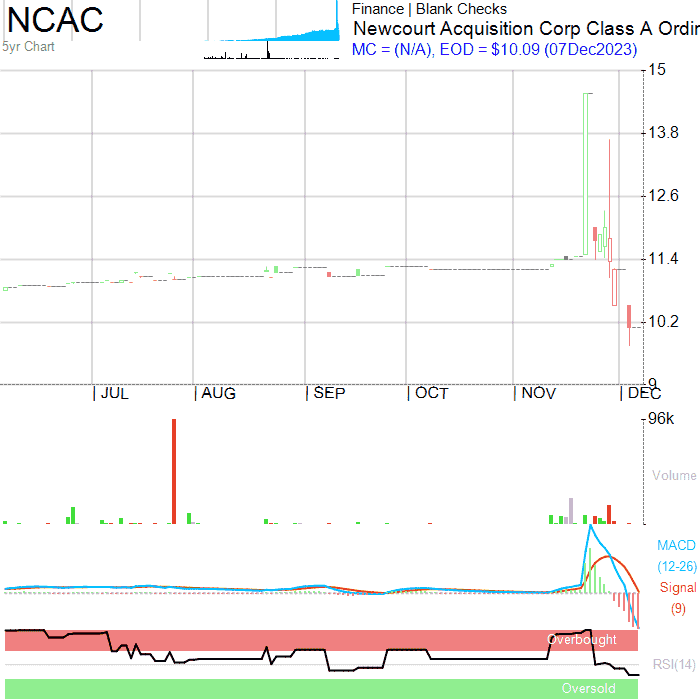 NCAC
Finance | Blank Checks
Newcourt Acquisition Corp Class A Ordin
5yr Chart
MC = (N/A), EOD = $10.09 (07Dec2023)
15
13.8
12.6
11.4
10.2
9
| JUL | AUG | SEP | OCT | NOV | DEC
96k
Volume
MACD
(12-26)
Signal
(9)
Overbought
RSI(14)
Oversold